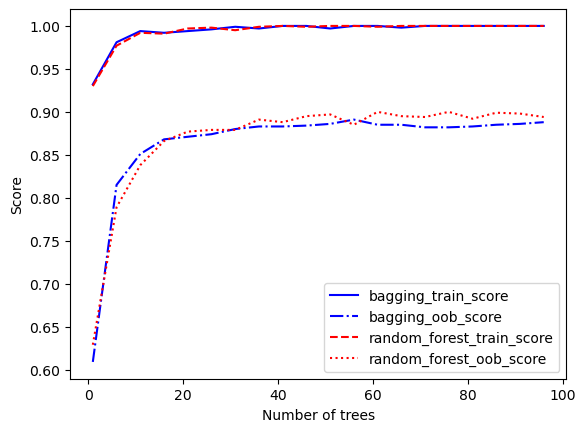 1.00
0.95
0.90
0.85
0.80
0.75
0.70
0.65
0.60
Score
0
20
40
60
80
100
Number of trees
bagging_train_score
bagging_oob_score
random_forest_train_score
random_forest_oob_score